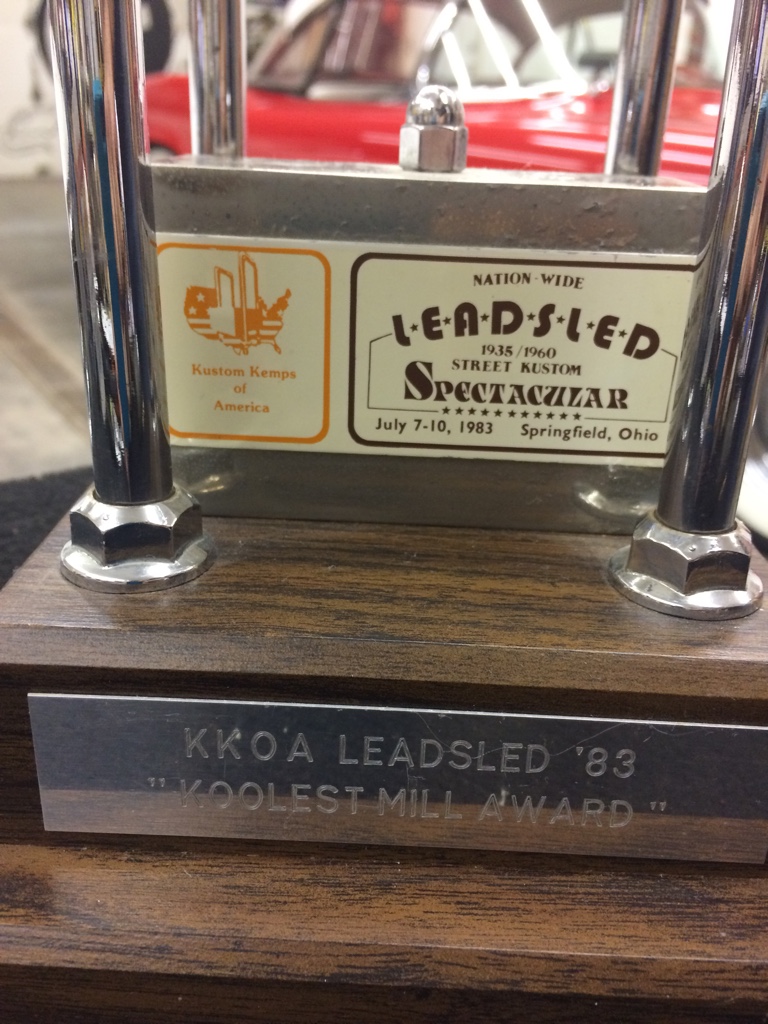 Kustom Kemps
of
America
NATION-WIDE
L★E★A★D★S★L★E★D
1935/1960
STREET KUSTOM
SPECTACULAR
★★★★★★★★★★★
July 7-10, 1983 Springfield, Ohio
KKOA LEADSLED '83
"KOOLEST MILL AWARD"